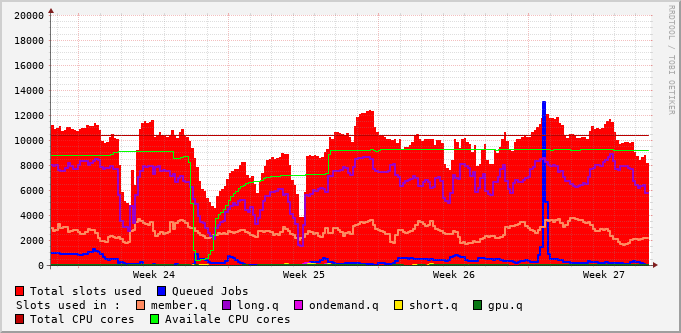 20000
18000
16000
14000
12000
10000
8000
6000
4000
2000
0
Week 24 Week 25 Week 26 Week 27
RRDTOOL / TOBI OETIKER
Total slots used Queued Jobs
Slots used in : member.q long.q ondemand.q short.q gpu.q
Total CPU cores Availale CPU cores